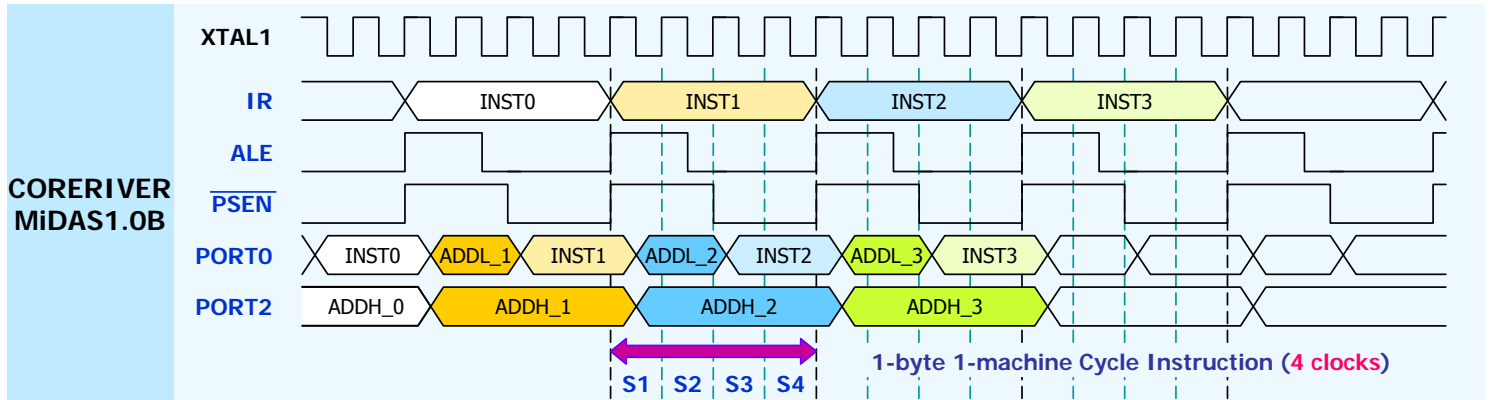 CORERIVER
MiDAS1.0B
XTAL1
IR INST0 INST1 INST2 INST3
ALE
PSEN
PORT0 INST0 ADDL_1 INST1 ADDL_2 INST2 ADDL_3 INST3
PORT2 ADDH_0 ADDH_1 ADDH_2 ADDH_3
S1 S2 S3 S4
1-byte 1-machine Cycle Instruction (4 clocks)